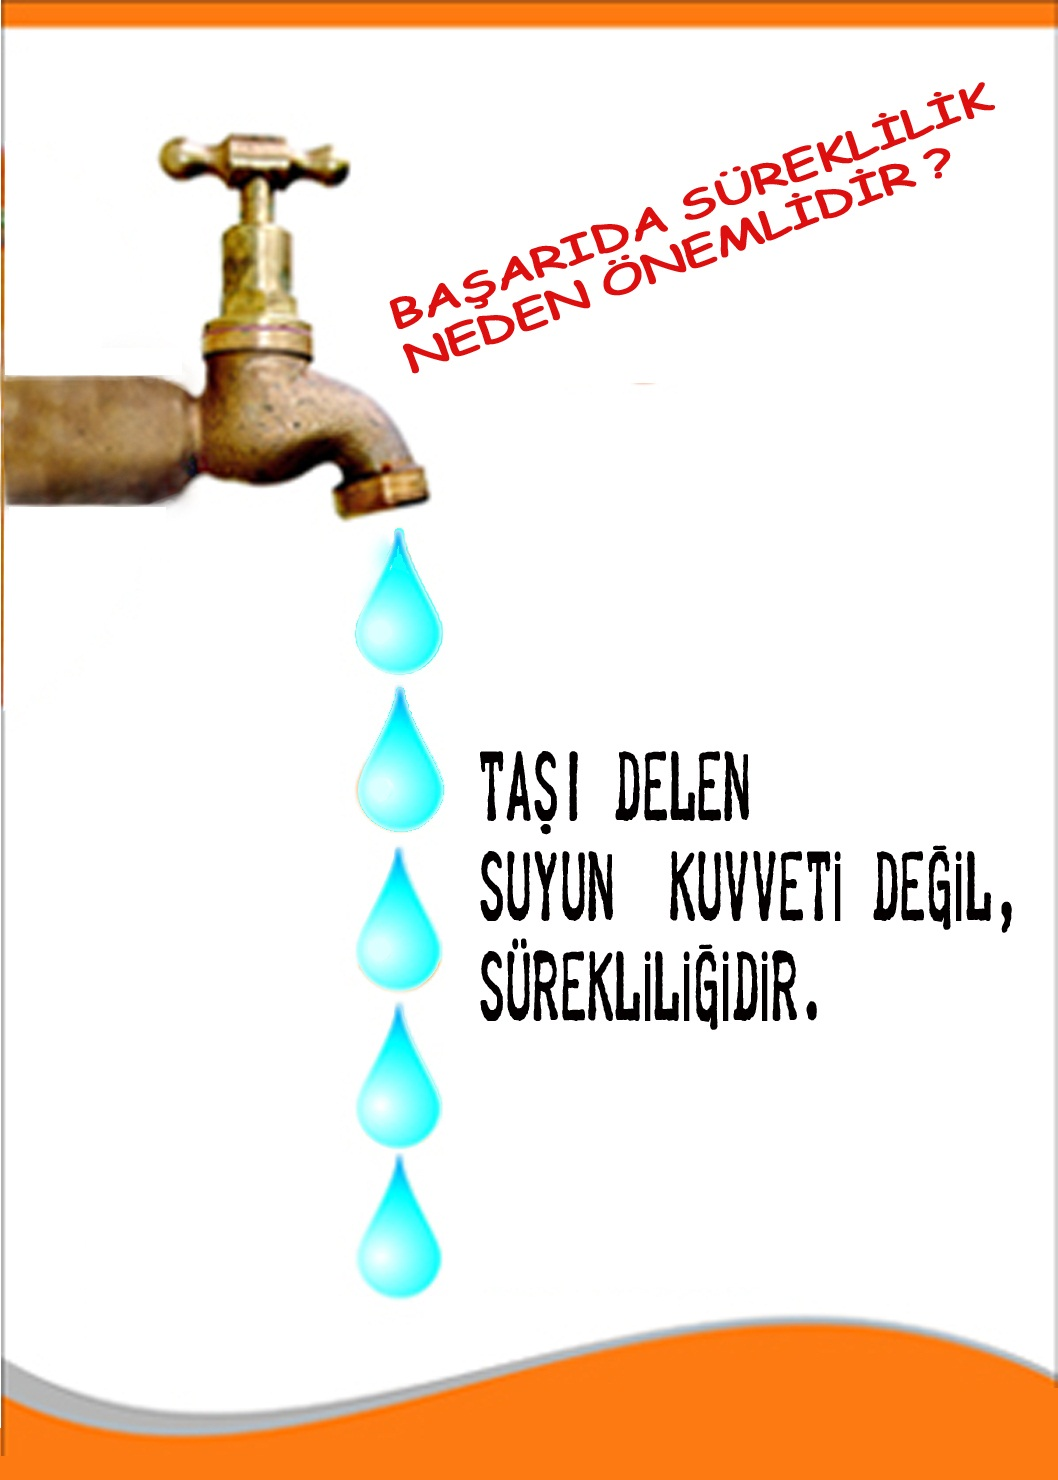 BAŞARIDA SÜREKLİLİK
NEDEN ÖNEMLİDİR ?
TAŞI DELEN
SUYUN KUVVETİ DEĞİL,
SÜREKLİLİĞİDİR.